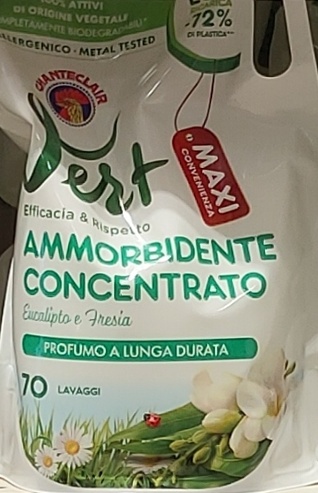 100% ATTIVI
DI ORIGINE VEGETALE
COMPLETAMENTE BIODEGRADABILI*
ALLERGENICO • METAL TESTED
-72%
DI PLASTICA**
CHANTECLAIR
Vert
Efficacia & Rispetto
MAXI
CONVENIENZA
AMMORBIDENTE
CONCENTRATO
Eucalipto e Fresia
PROFUMO A LUNGA DURATA
70 LAVAGGI